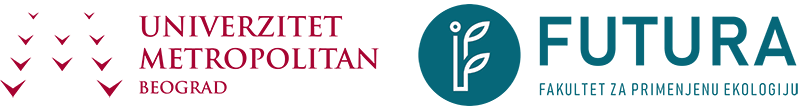 UNIVERZITET
METROPOLITAN
BEOGRAD
FUTURA
FAKULTET ZA PRIMENJENU EKOLOGIJU